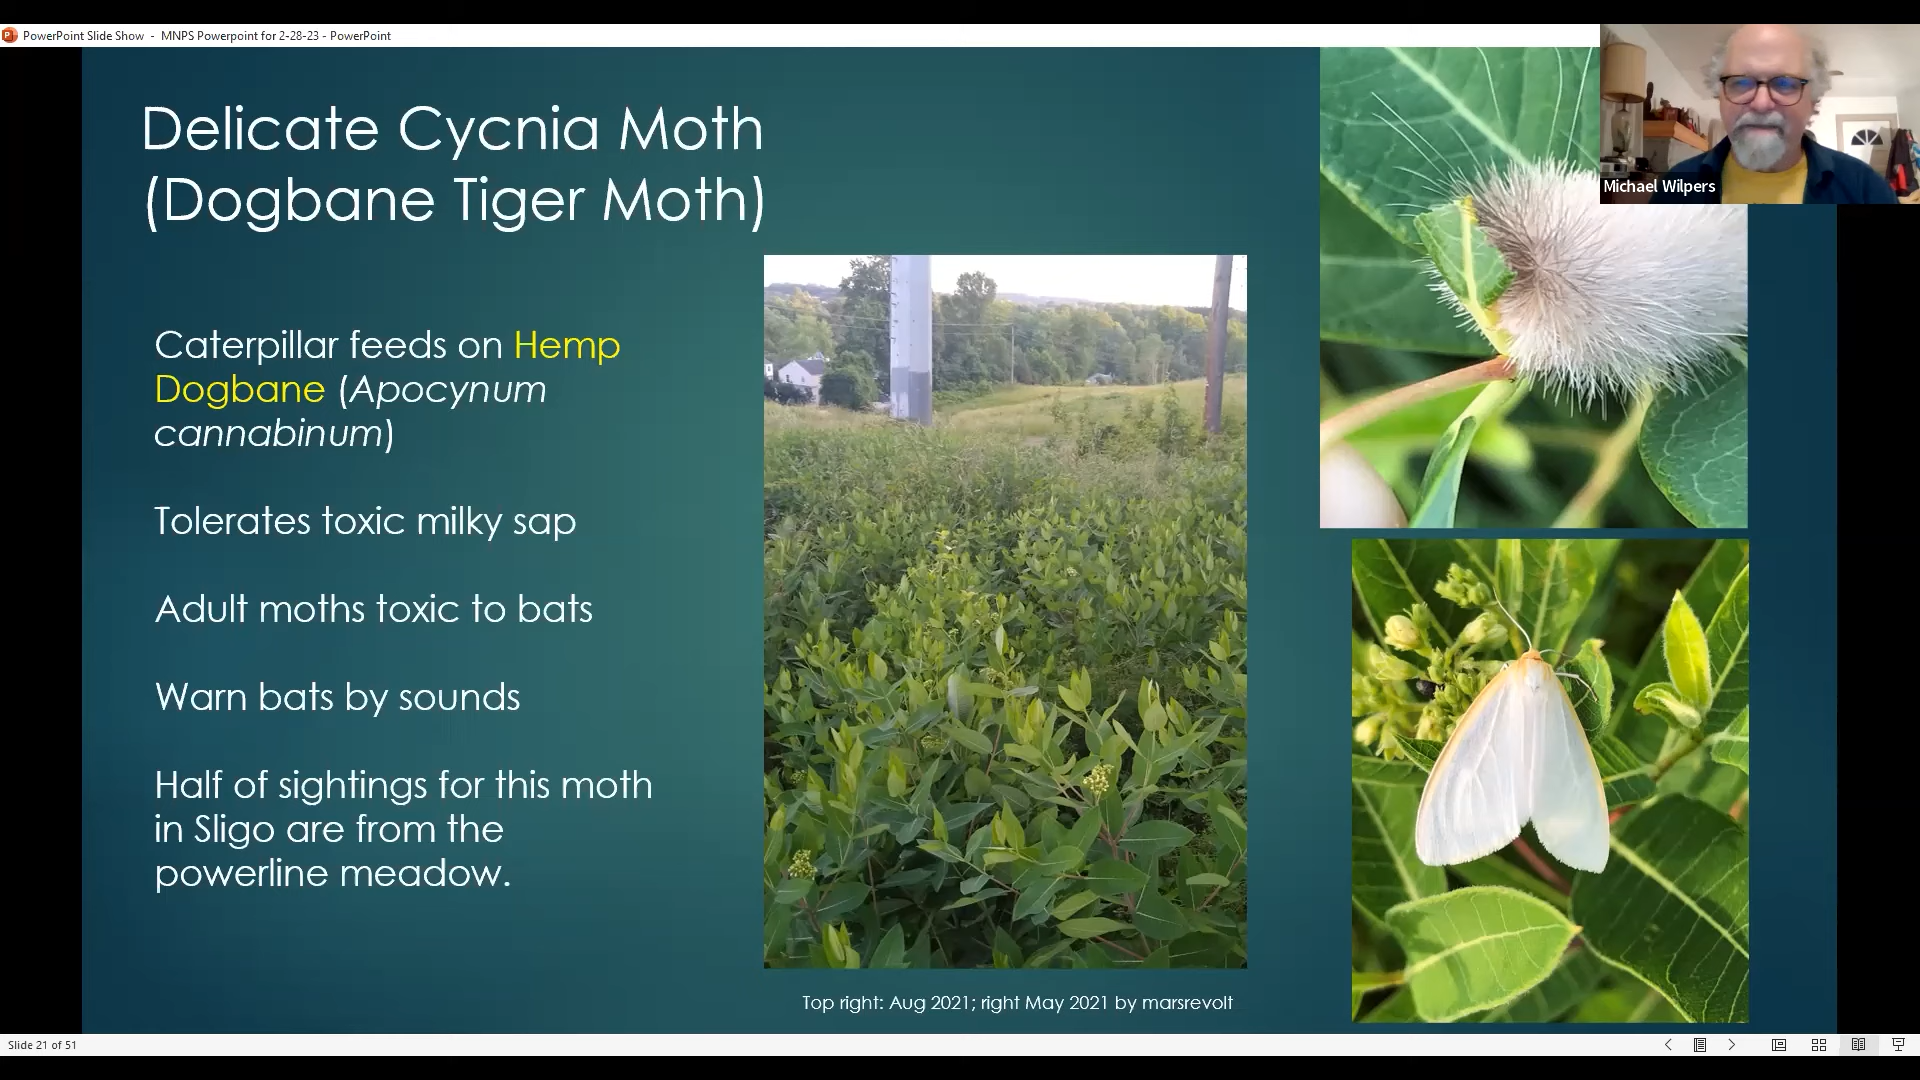 PowerPoint Slide Show - MNPS Powerpoint for 2-28-23 - PowerPoint
Michael Wilpers
Delicate Cycnia Moth
(Dogbane Tiger Moth)
Caterpillar feeds on Hemp
Dogbane (Apocynum
cannabinum)
Tolerates toxic milky sap
Adult moths toxic to bats
Warn bats by sounds
Half of sightings for this moth
in Sligo are from the
powerline meadow.
Top right: Aug 2021; right May 2021 by marsrevolt
Slide 21 of 51